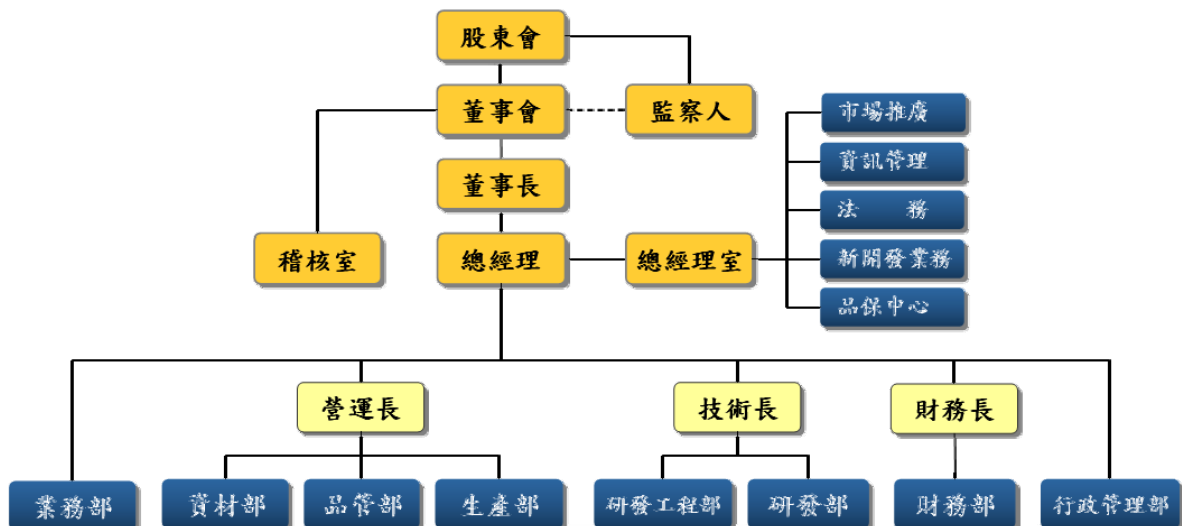 股東會
董事會
監察人
市場推廣
資訊管理
董事長
法　　務
稽核室
總經理
總經理室
新開發業務
品保中心
營運長
技術長
財務長
業務部
資材部
品管部
生產部
研發工程部
研發部
財務部
行政管理部